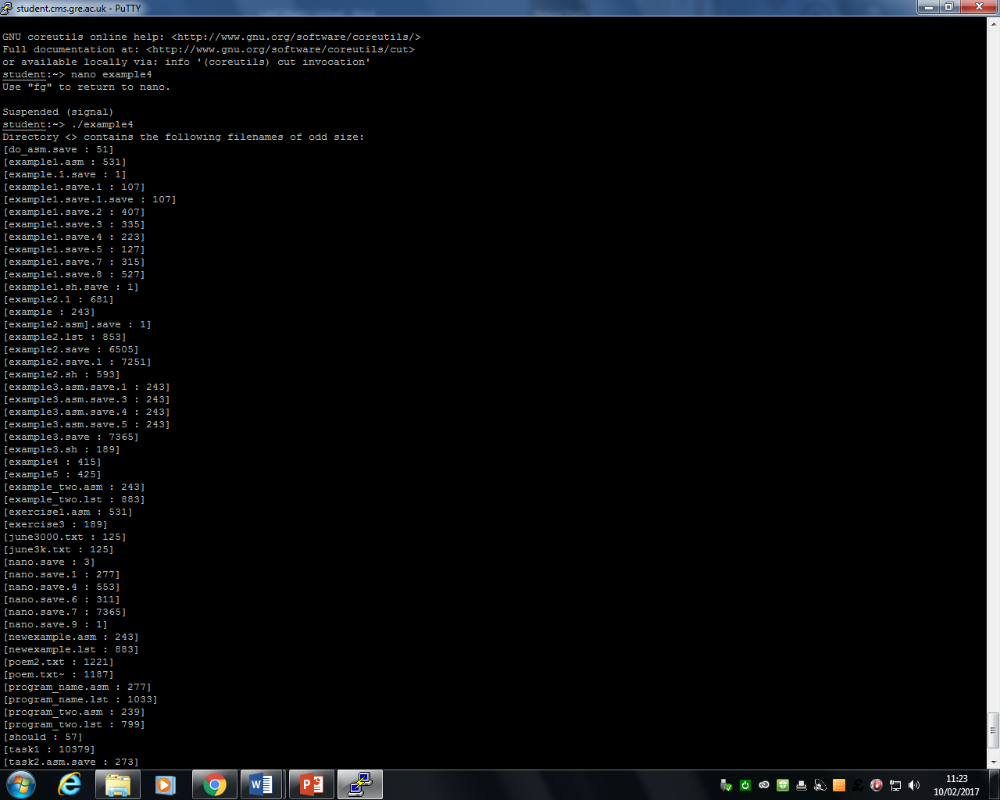 student.cms.gre.ac.uk - PuTTY
GNU coreutils online help: <http://www.gnu.org/software/coreutils/>
Full documentation at: <http://www.gnu.org/software/coreutils/cut>
or available locally via: info '(coreutils) cut invocation'
student:~> nano example4
Use "fg" to return to nano.
Suspended (signal)
student:~> ./example4
Directory <> contains the following filenames of odd size:
[do_asm.save : 51]
[example1.asm : 531]
[example.1.save : 1]
[example1.save.1 : 107]
[example1.save.1.save : 107]
[example1.save.2 : 407]
[example1.save.3 : 335]
[example1.save.4 : 223]
[example1.save.5 : 127]
[example1.save.7 : 315]
[example1.save.8 : 527]
[example1.sh.save : 1]
[example2.1 : 681]
[example : 243]
[example2.asm].save : 1]
[example2.lst : 853]
[example2.save : 6505]
[example2.save.1 : 7251]
[example2.sh : 593]
[example3.asm.save.1 : 243]
[example3.asm.save.3 : 243]
[example3.asm.save.4 : 243]
[example3.asm.save.5 : 243]
[example3.save : 7365]
[example3.sh : 189]
[example4 : 415]
[example5 : 425]
[example_two.asm : 243]
[example_two.lst : 883]
[exercise1.asm : 531]
[exercise3 : 189]
[june3000.txt : 125]
[june3k.txt : 125]
[nano.save : 3]
[nano.save.1 : 277]
[nano.save.4 : 553]
[nano.save.6 : 311]
[nano.save.7 : 7365]
[nano.save.9 : 1]
[newexample.asm : 243]
[newexample.lst : 883]
[poem2.txt : 1221]
[poem.txt~ : 1187]
[program_name.asm : 277]
[program_name.lst : 1033]
[program_two.asm : 239]
[program_two.lst : 799]
[should : 57]
[task1 : 10379]
[task2.asm.save : 273]
11:23
10/02/2017